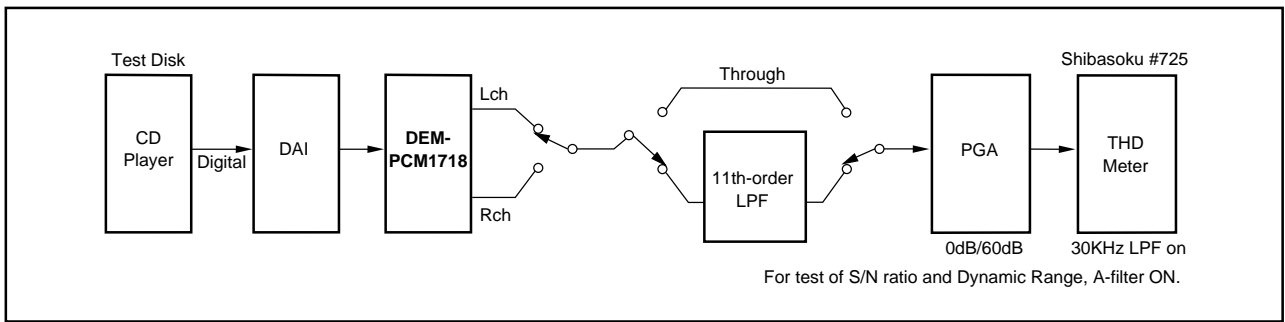 Test Disk
CD
Player
Digital
DAI
DEM-
PCM1718
Lch
Rch
Through
11th-order
LPF
PGA
0dB/60dB
Shibasoku #725
THD
Meter
30KHz LPF on
For test of S/N ratio and Dynamic Range, A-filter ON.